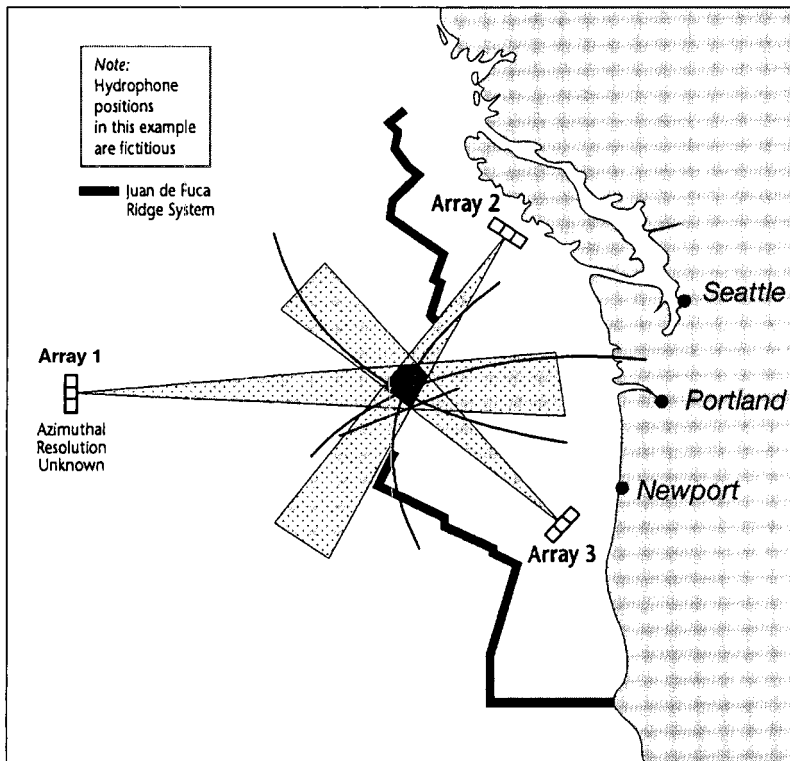 Note:
Hydrophone
positions
in this example
are fictitious
Juan de Fuca
Ridge System
Array 2
Seattle
Array 1
Portland
Azimuthal
Resolution
Unknown
Newport
Array 3